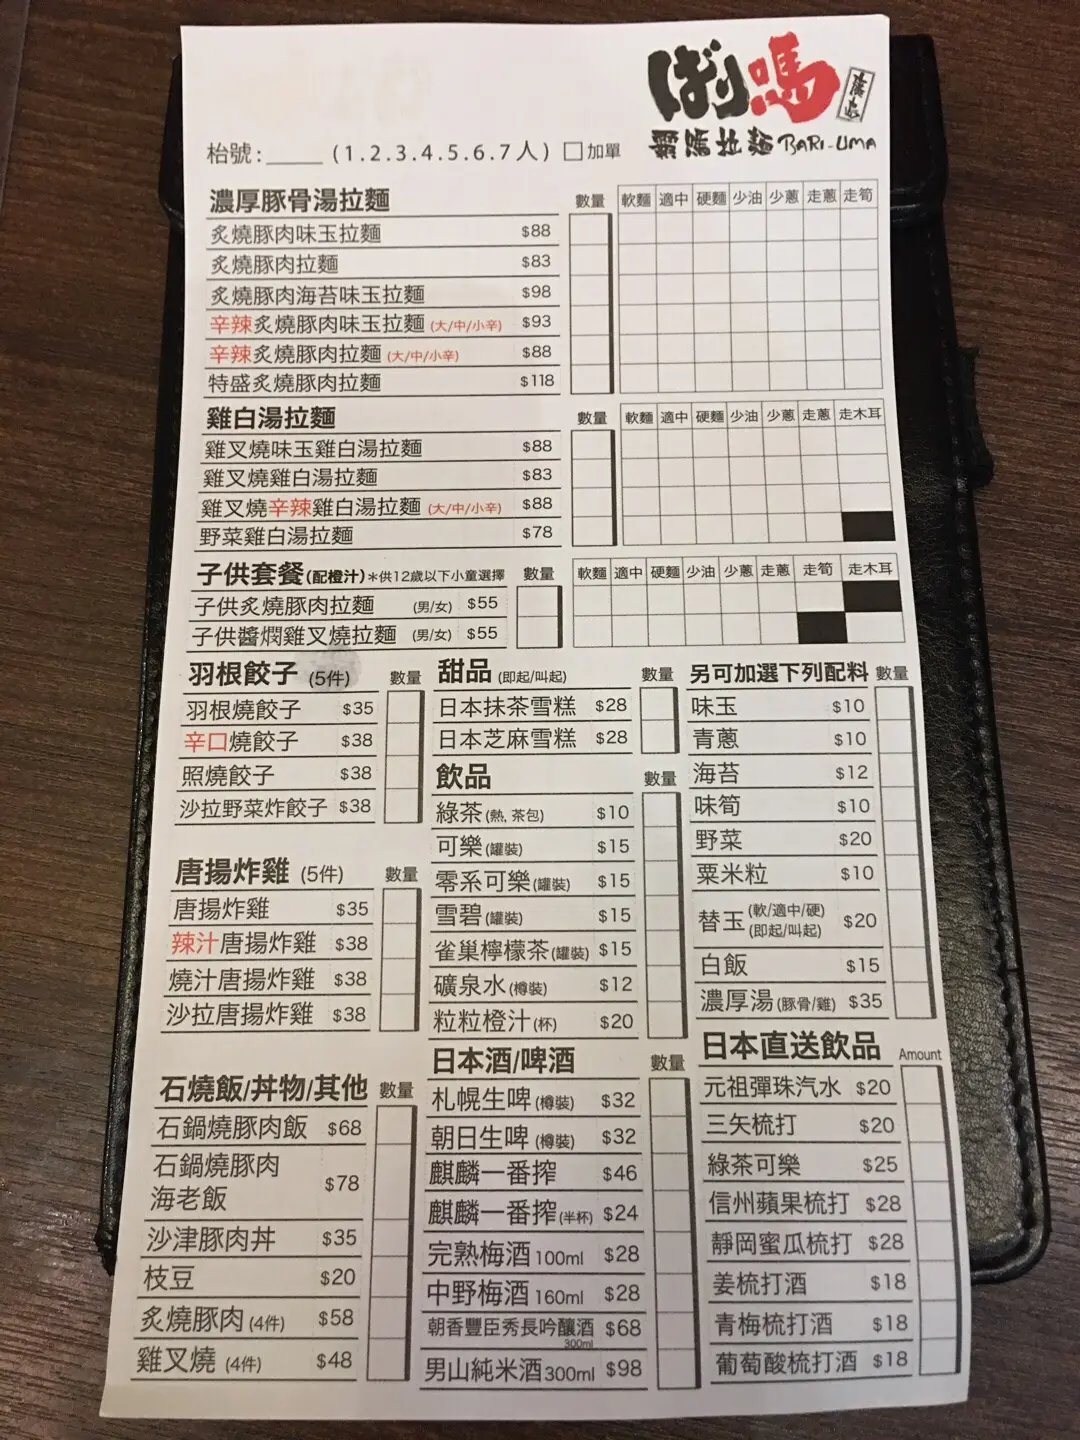 ばり嗎
霸嗎拉麵 BARI-UMA
枱號:_____ (1.2.3.4.5.6.7人) □加單
濃厚豚骨湯拉麵 數量 軟麵 適中 硬麵 少油 少蔥 走蔥 走筍
炙燒豚肉味玉拉麵 $88
炙燒豚肉拉麵 $83
炙燒豚肉海苔味玉拉麵 $98
辛辣炙燒豚肉味玉拉麵 (大/中/小辛) $93
辛辣炙燒豚肉拉麵 (大/中/小辛) $88
特盛炙燒豚肉拉麵 $118
雞白湯拉麵 數量 軟麵 適中 硬麵 少油 少蔥 走蔥 走木耳
雞叉燒味玉雞白湯拉麵 $88
雞叉燒雞白湯拉麵 $83
雞叉燒辛辣雞白湯拉麵 (大/中/小辛) $88
野菜雞白湯拉麵 $78
子供套餐(配橙汁)*供12歲以下小童選擇 數量 軟麵 適中 硬麵 少油 少蔥 走蔥 走筍 走木耳
子供炙燒豚肉拉麵 (男/女) $55
子供醬燜雞叉燒拉麵 (男/女) $55
羽根餃子 (5件) 數量
羽根燒餃子 $35
辛口燒餃子 $38
照燒餃子 $38
沙拉野菜炸餃子 $38
唐揚炸雞 (5件) 數量
唐揚炸雞 $35
辣汁唐揚炸雞 $38
燒汁唐揚炸雞 $38
沙拉唐揚炸雞 $38
石燒飯/丼物/其他 數量
石鍋燒豚肉飯 $68
石鍋燒豚肉
海老飯 $78
沙津豚肉丼 $35
枝豆 $20
炙燒豚肉 (4件) $58
雞叉燒 (4件) $48
甜品 (即起/叫起) 數量
日本抹茶雪糕 $28
日本芝麻雪糕 $28
飲品 數量
綠茶(熱, 茶包) $10
可樂(罐裝) $15
零系可樂(罐裝) $15
雪碧(罐裝) $15
雀巢檸檬茶(罐裝) $15
礦泉水(樽裝) $12
粒粒橙汁(杯) $20
日本酒/啤酒 數量
札幌生啤 (樽裝) $32
朝日生啤 (樽裝) $32
麒麟一番搾 $46
麒麟一番搾(半杯) $24
完熟梅酒 100ml $28
中野梅酒 160ml $28
朝香豐臣秀長吟釀酒 $68
300ml
男山純米酒300ml $98
另可加選下列配料 數量
味玉 $10
青蔥 $10
海苔 $12
味筍 $10
野菜 $20
粟米粒 $10
替玉 (軟/適中/硬) (即起/叫起) $20
白飯 $15
濃厚湯(豚骨/雞) $35
日本直送飲品 Amount
元祖彈珠汽水 $20
三矢梳打 $20
綠茶可樂 $25
信州蘋果梳打 $28
靜岡蜜瓜梳打 $28
姜梳打酒 $18
青梅梳打酒 $18
葡萄酸梳打酒 $18